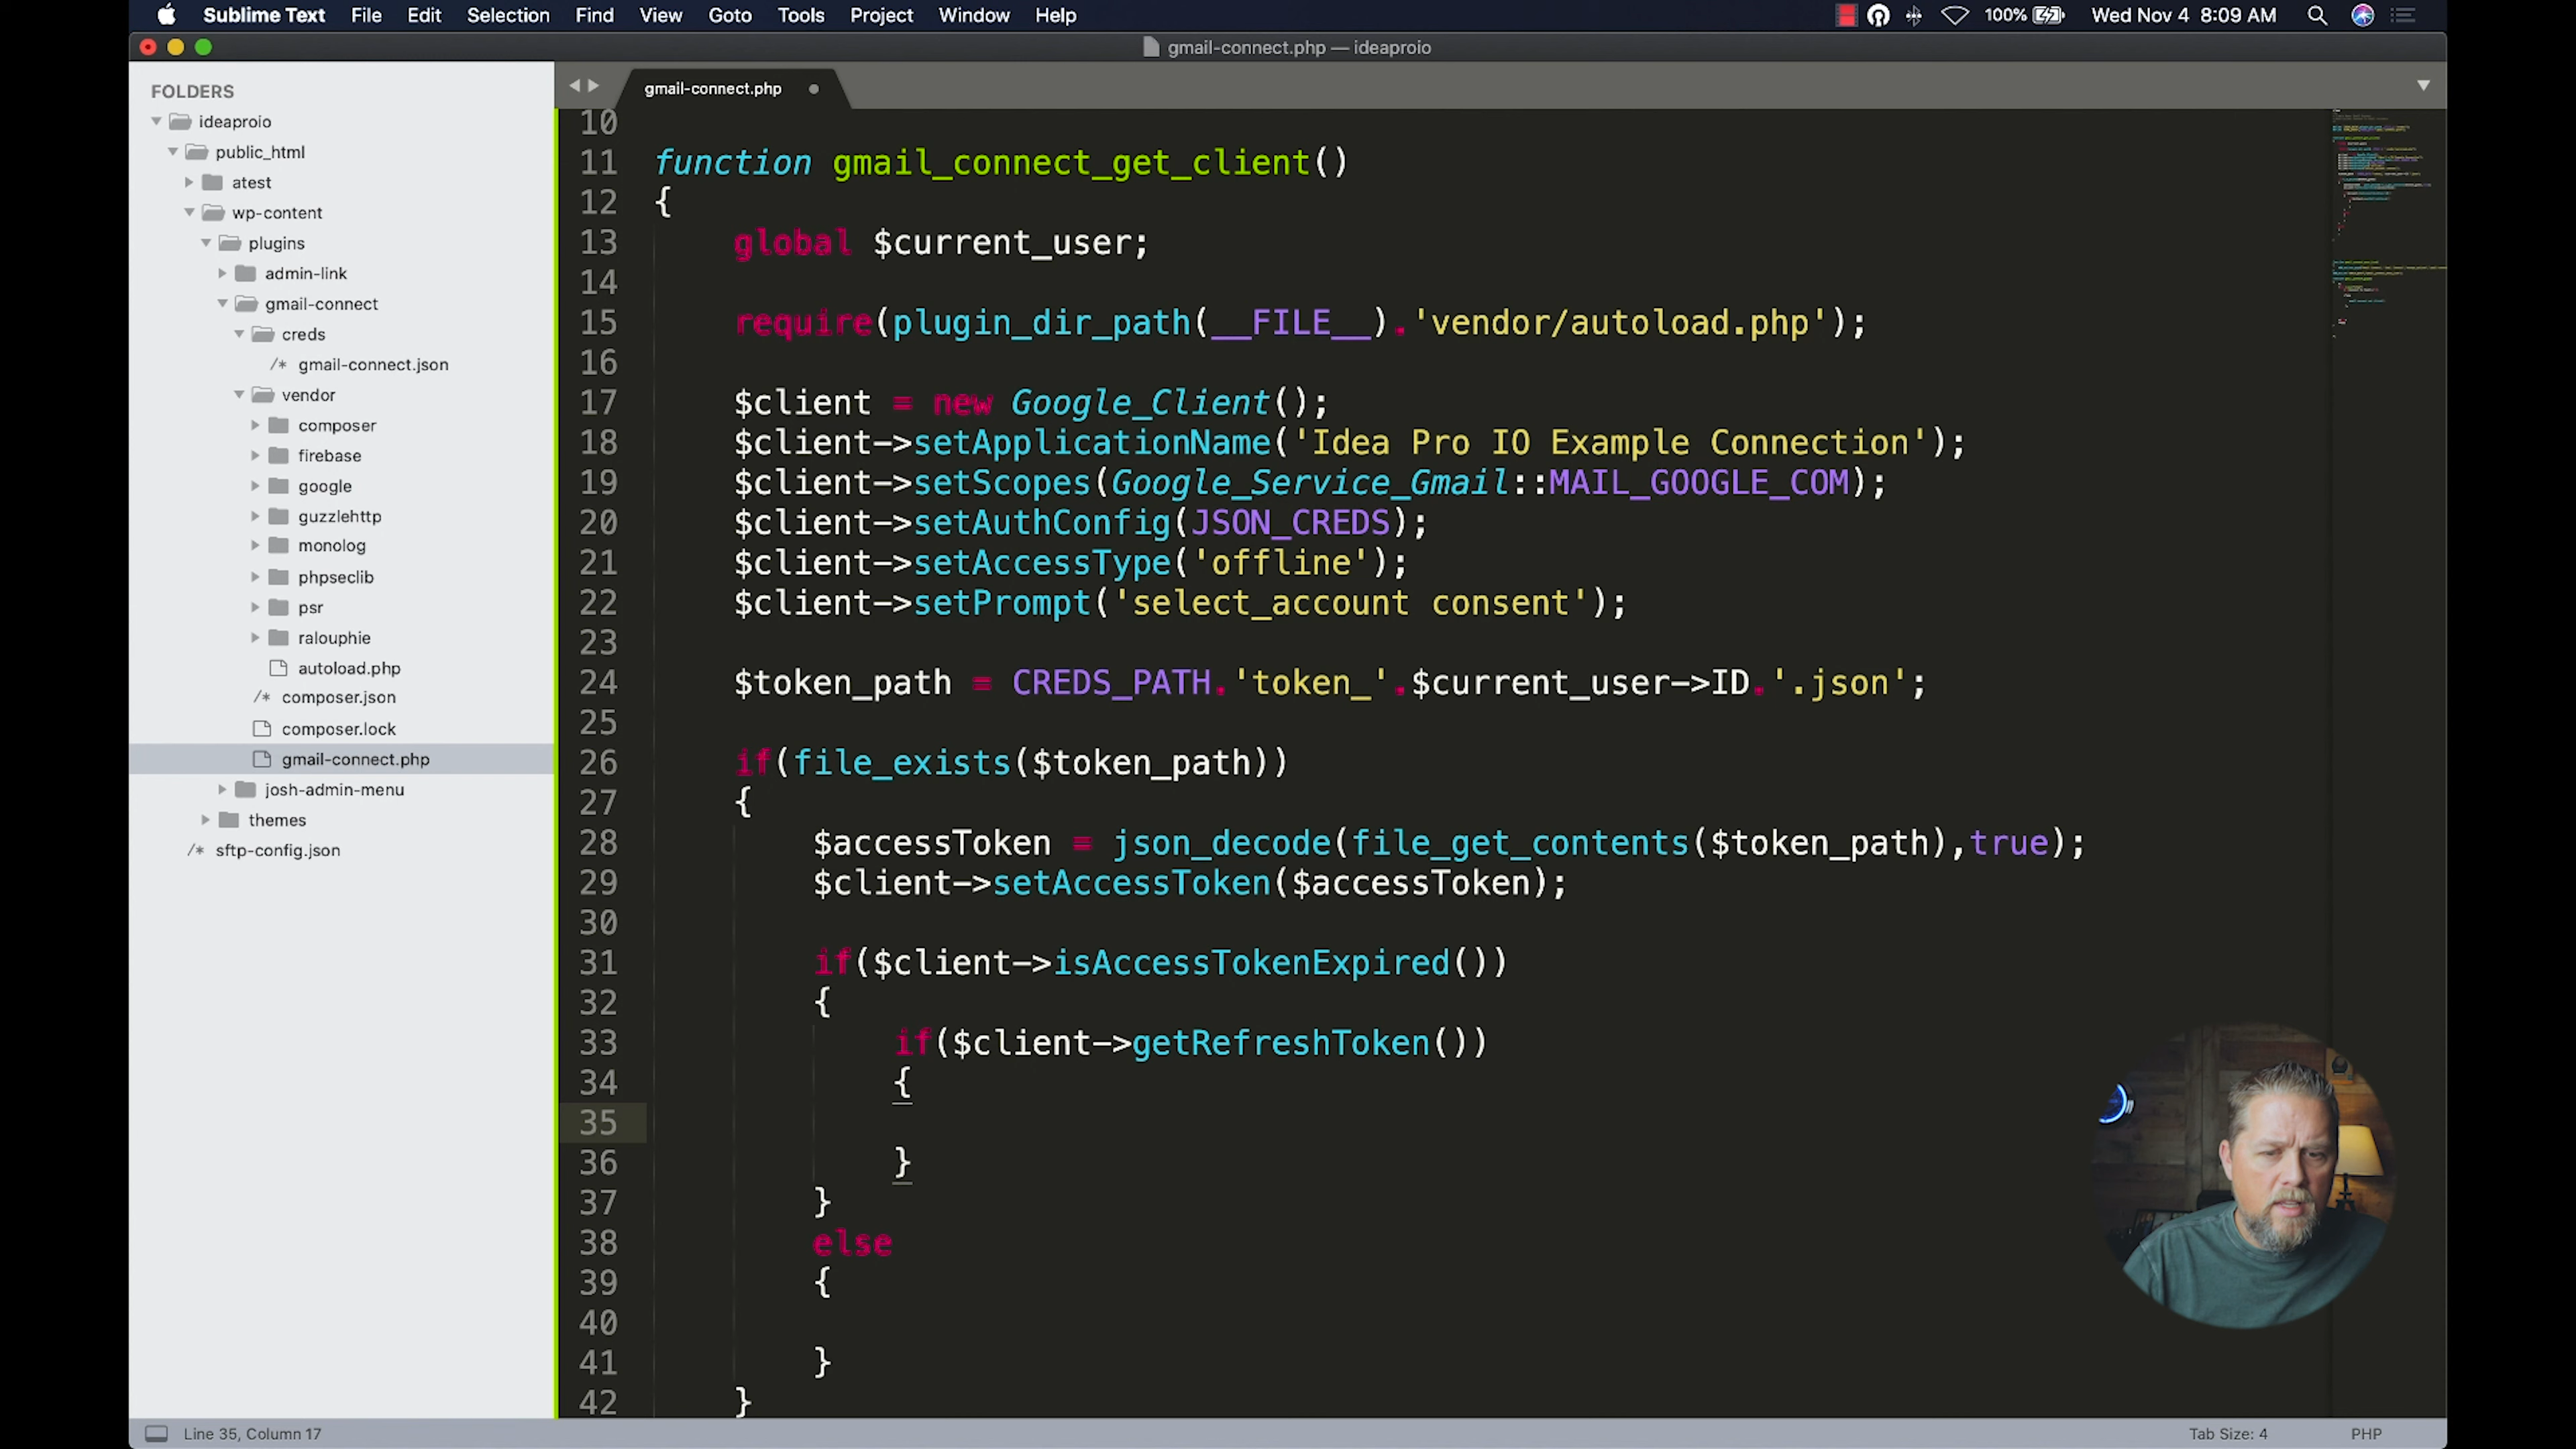 Sublime Text File Edit Selection Find View Goto Tools Project Window Help 100% Wed Nov 4 8:09 AM
gmail-connect.php — ideaproio
FOLDERS
ideaproio
public_html
atest
wp-content
plugins
admin-link
gmail-connect
creds
/* gmail-connect.json
vendor
composer
firebase
google
guzzlehttp
monolog
phpseclib
psr
ralouphie
autoload.php
/* composer.json
composer.lock
gmail-connect.php
josh-admin-menu
themes
/* sftp-config.json
gmail-connect.php
10
11 function gmail_connect_get_client()
12 {
13 global $current_user;
14
15 require(plugin_dir_path(__FILE__).'vendor/autoload.php');
16
17 $client = new Google_Client();
18 $client->setApplicationName('Idea Pro IO Example Connection');
19 $client->setScopes(Google_Service_Gmail::MAIL_GOOGLE_COM);
20 $client->setAuthConfig(JSON_CREDS);
21 $client->setAccessType('offline');
22 $client->setPrompt('select_account consent');
23
24 $token_path = CREDS_PATH.'token_'.$current_user->ID.'.json';
25
26 if(file_exists($token_path))
27 {
28 $accessToken = json_decode(file_get_contents($token_path),true);
29 $client->setAccessToken($accessToken);
30
31 if($client->isAccessTokenExpired())
32 {
33 if($client->getRefreshToken())
34 {
35
36 }
37 }
38 else
39 {
40
41 }
42 }
Line 35, Column 17 Tab Size: 4 PHP